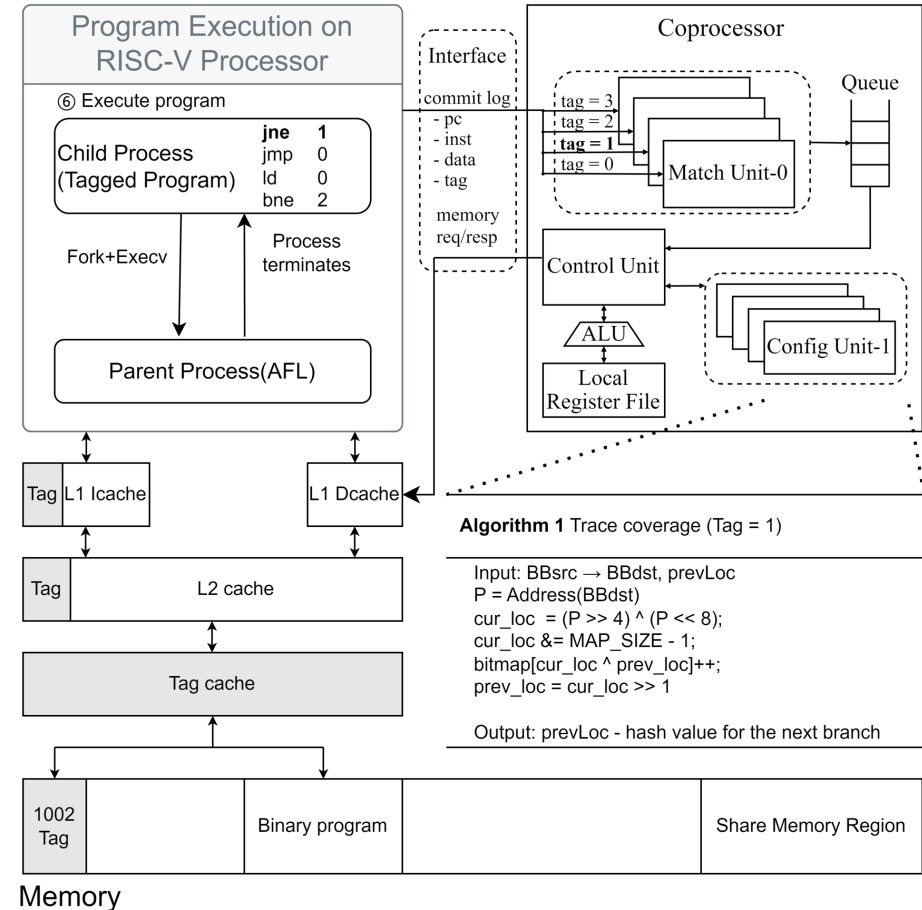 Program Execution on
RISC-V Processor
⑥ Execute program
Child Process
(Tagged Program)
jne 1
jmp 0
ld 0
bne 2
Fork+Execv
Process
terminates
Parent Process(AFL)
Interface
commit log
- pc
- inst
- data
- tag
memory
req/resp
Coprocessor
tag = 3
tag = 2
tag = 1
tag = 0
Match Unit-0
Queue
Control Unit
ALU
Local
Register File
Config Unit-1
Tag
L1 Icache
L1 Dcache
Tag
L2 cache
Tag cache
Algorithm 1 Trace coverage (Tag = 1)
Input: BBsrc → BBdst, prevLoc
P = Address(BBdst)
cur_loc = (P >> 4) ^ (P << 8);
cur_loc &= MAP_SIZE - 1;
bitmap[cur_loc ^ prev_loc]++;
prev_loc = cur_loc >> 1
Output: prevLoc - hash value for the next branch
1002
Tag
Binary program
Share Memory Region
Memory